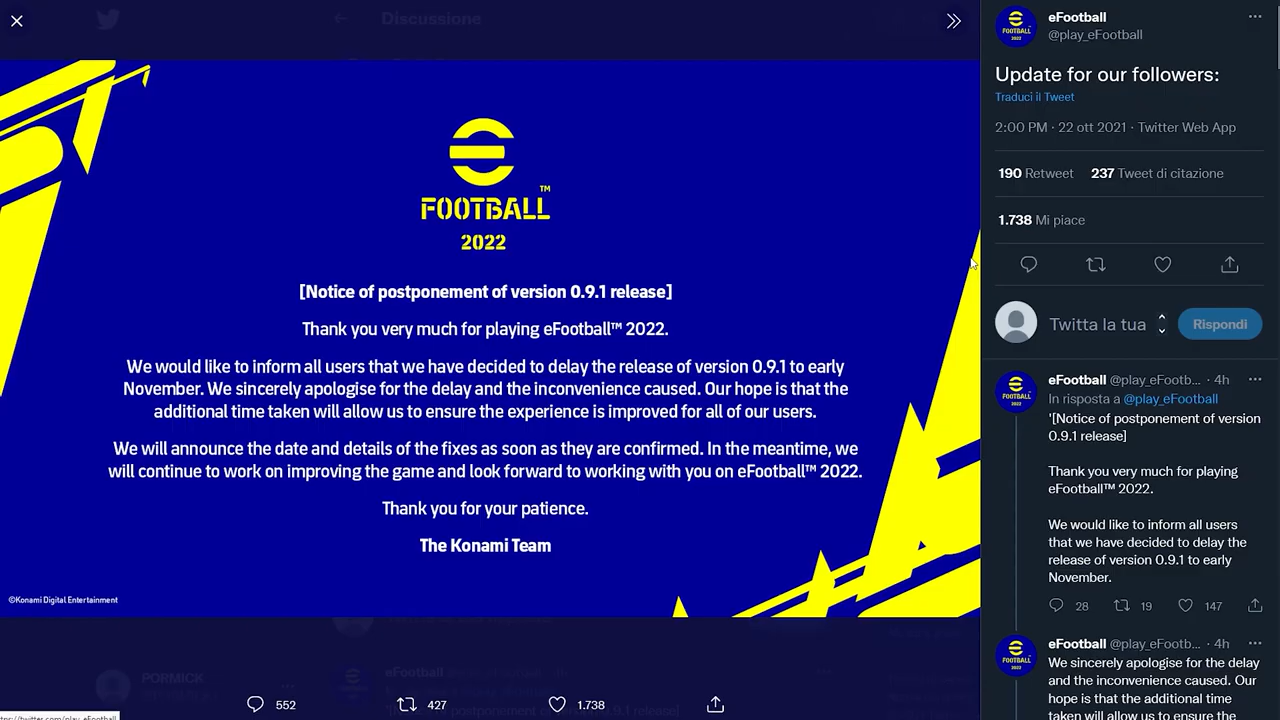 Discussione
FOOTBALL™
2022
[Notice of postponement of version 0.9.1 release]
Thank you very much for playing eFootball™ 2022.
We would like to inform all users that we have decided to delay the release of version 0.9.1 to early
November. We sincerely apologise for the delay and the inconvenience caused. Our hope is that the
additional time taken will allow us to ensure the experience is improved for all of our users.
We will announce the date and details of the fixes as soon as they are confirmed. In the meantime, we
will continue to work on improving the game and look forward to working with you on eFootball™ 2022.
Thank you for your patience.
The Konami Team
©Konami Digital Entertainment
PORMICK
eFootball
552
427
1.738
FOOTBALL
2022
eFootball
@play_eFootball
Update for our followers:
Traduci il Tweet
2:00 PM · 22 ott 2021 · Twitter Web App
190 Retweet 237 Tweet di citazione
1.738 Mi piace
Twitta la tua
Rispondi
FOOTBALL
2022
eFootball @play_eFootb... · 4h
In risposta a @play_eFootball
'[Notice of postponement of version
0.9.1 release]
Thank you very much for playing
eFootball™ 2022.
We would like to inform all users
that we have decided to delay the
release of version 0.9.1 to early
November.
28 19 147
FOOTBALL
2022
eFootball @play_eFootb... · 4h
We sincerely apologise for the delay
and the inconvenience caused. Our
hope is that the additional time
taken will allow us to ensure the